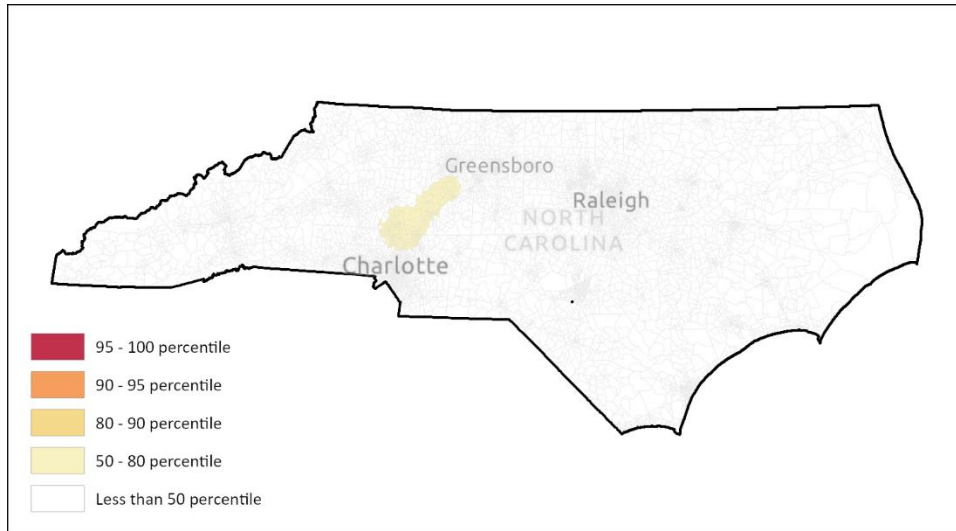 Greensboro
Raleigh
NORTH
CAROLINA
Charlotte
95 - 100 percentile
90 - 95 percentile
80 - 90 percentile
50 - 80 percentile
Less than 50 percentile